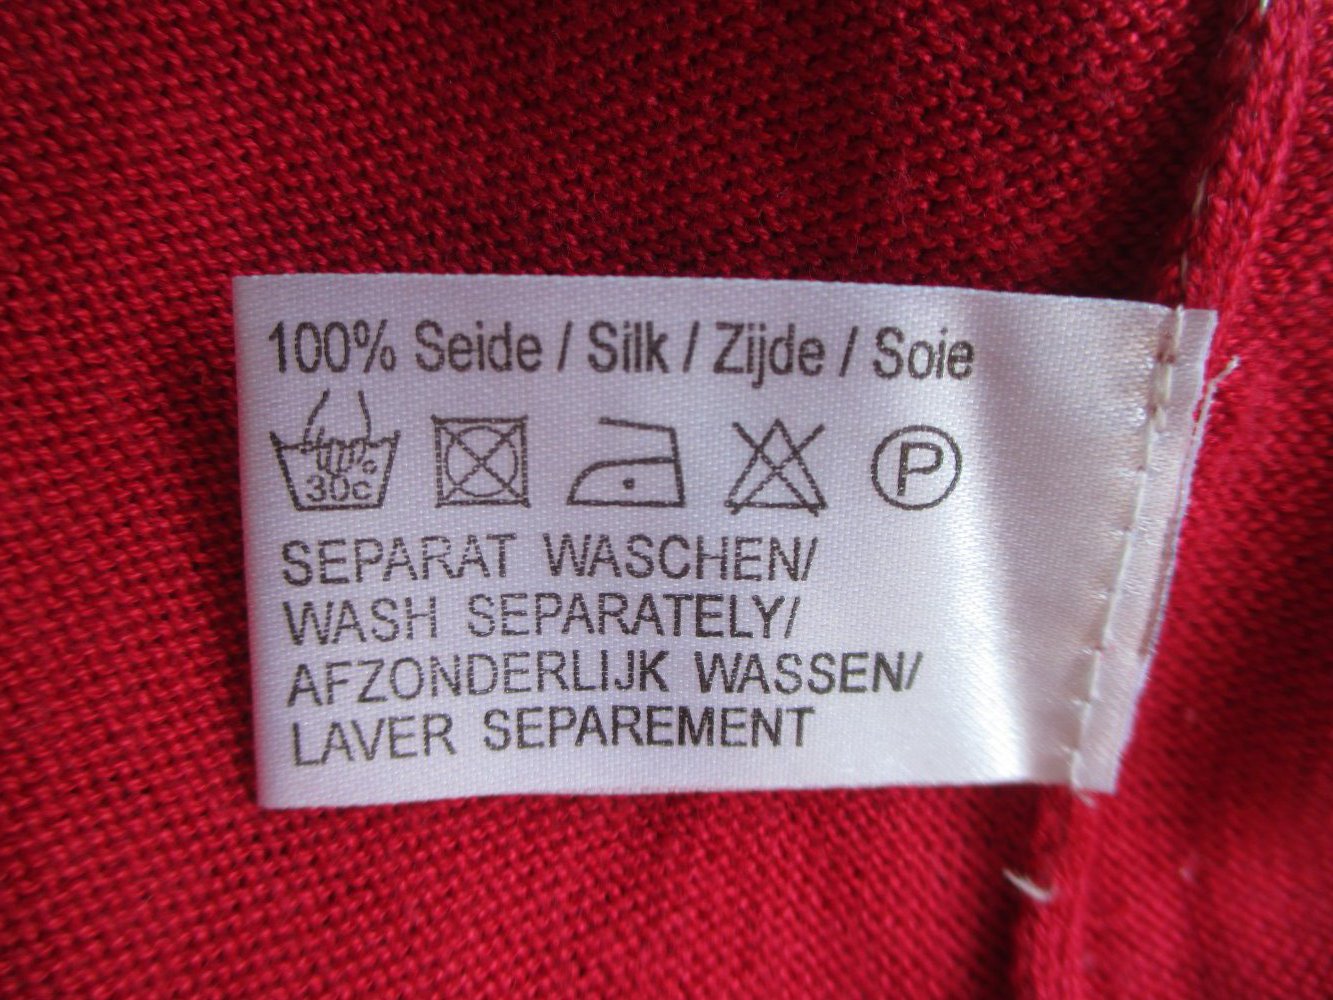 100% Seide / Silk / Zijde / Soie
30c
P
SEPARAT WASCHEN/
WASH SEPARATELY/
AFZONDERLIJK WASSEN/
LAVER SEPAREMENT